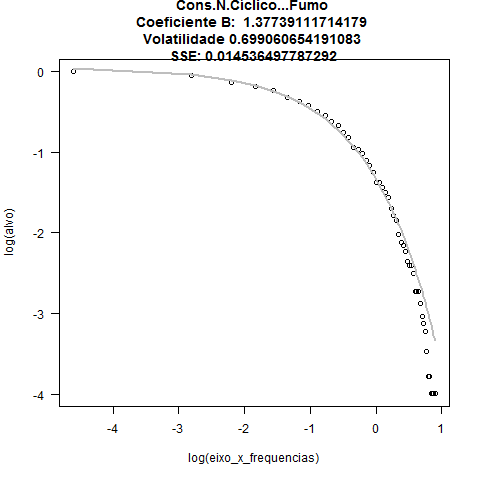 Cons.N.Ciclico...Fumo
Coeficiente B:  1.37739111714179
Volatilidade 0.699060654191083
SSE: 0.014536497787292
0
-1
-2
-3
-4
log(alvo)
-4
-3
-2
-1
0
1
log(eixo_x_frequencias)